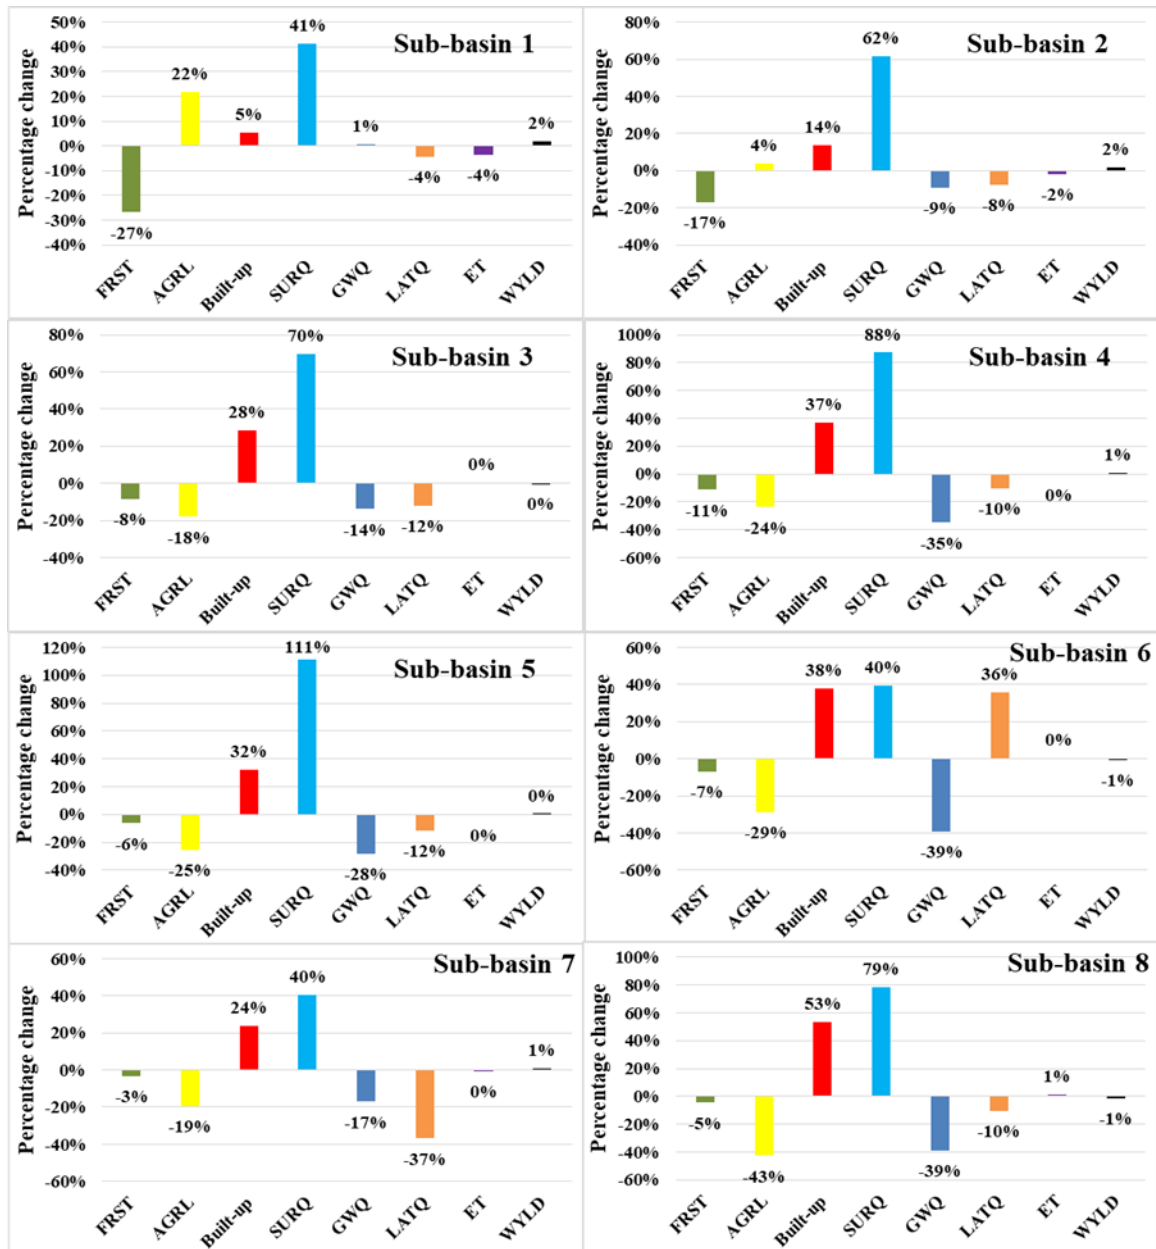 Sub-basin 1
Percentage change
50%
40%
30%
20%
10%
0%
-10%
-20%
-30%
-40%
-27%
22%
5%
41%
1%
-4%
-4%
2%
FRST
AGRL
Built-up
SURQ
GWQ
LATQ
ET
WYLD
Sub-basin 2
Percentage change
80%
60%
40%
20%
0%
-20%
-40%
-17%
4%
14%
62%
-9%
-8%
-2%
2%
FRST
AGRL
Built-up
SURQ
GWQ
LATQ
ET
WYLD
Sub-basin 3
Percentage change
80%
60%
40%
20%
0%
-20%
-40%
-8%
-18%
28%
70%
-14%
-12%
0%
0%
FRST
AGRL
Built-up
SURQ
GWQ
LATQ
ET
WYLD
Sub-basin 4
Percentage change
100%
80%
60%
40%
20%
0%
-20%
-40%
-60%
-11%
-24%
37%
88%
-35%
-10%
0%
1%
FRST
AGRL
Built-up
SURQ
GWQ
LATQ
ET
WYLD
Sub-basin 5
Percentage change
120%
100%
80%
60%
40%
20%
0%
-20%
-40%
-6%
-25%
32%
111%
-28%
-12%
0%
0%
FRST
AGRL
Built-up
SURQ
GWQ
LATQ
ET
WYLD
Sub-basin 6
Percentage change
60%
40%
20%
0%
-20%
-40%
-60%
-7%
-29%
38%
40%
-39%
36%
0%
-1%
FRST
AGRL
Built-up
SURQ
GWQ
LATQ
ET
WYLD
Sub-basin 7
Percentage change
60%
40%
20%
0%
-20%
-40%
-60%
-3%
-19%
24%
40%
-17%
-37%
0%
1%
FRST
AGRL
Built-up
SURQ
GWQ
LATQ
ET
WYLD
Sub-basin 8
Percentage change
100%
80%
60%
40%
20%
0%
-20%
-40%
-60%
-5%
-43%
53%
79%
-39%
-10%
1%
-1%
FRST
AGRL
Built-up
SURQ
GWQ
LATQ
ET
WYLD